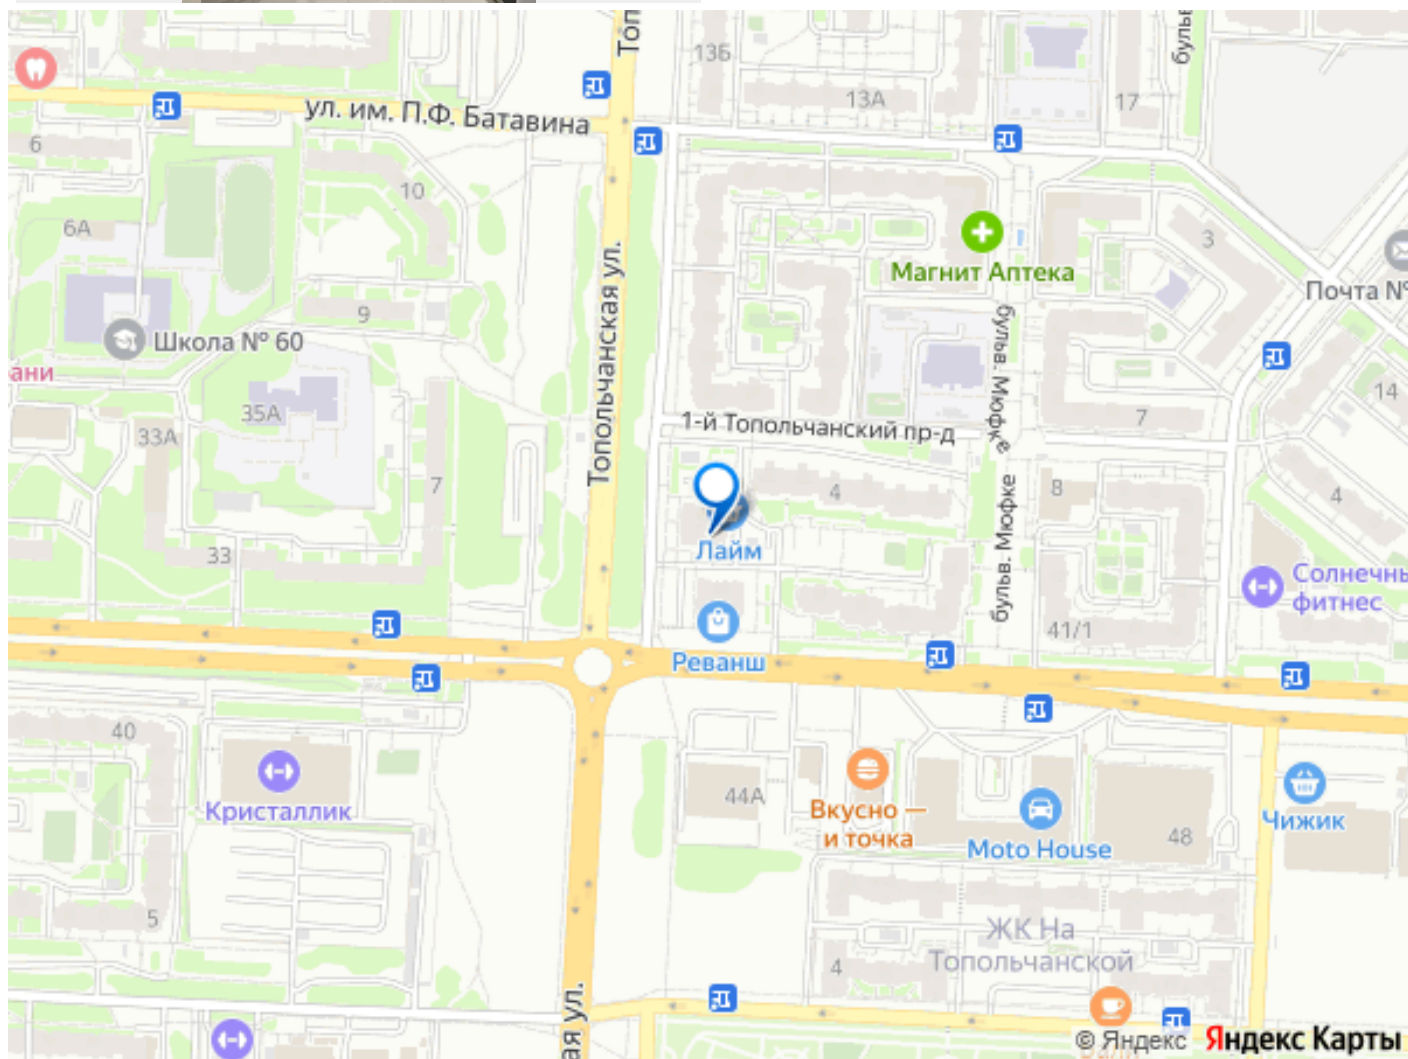 Топ
бульв
13Б
13А
17
ул. им. П.Ф. Батавина
6
10
6А
3
Магнит Аптека
Топольчанская ул.
Почта №
9
Школа № 60
бульв. Мюфке
ани
35А
14
33А
1-й Топольчанский пр-д
7
7
4
8
4
бульв. Мюфке
Лайм
33
Солнечны
фитнес
41/1
Реванш
40
44А
Кристаллик
Вкусно —
и точка
Moto House
48
Чижик
5
ЖК На
Топольчанской
4
ая ул.
© Яндекс Яндекс Карты